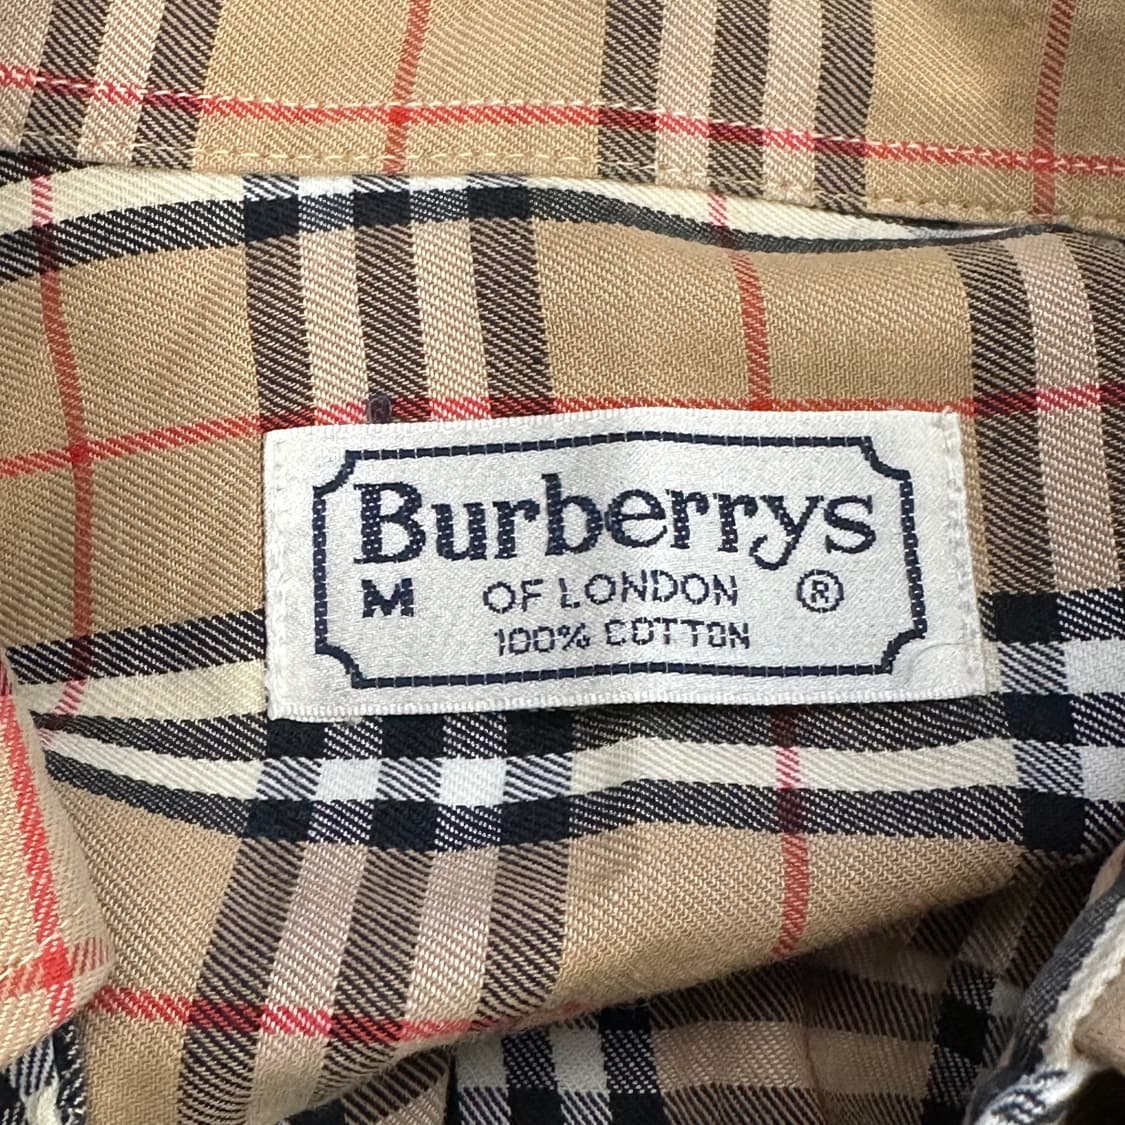 Burberrys
M OF LONDON ®
100% COTTON